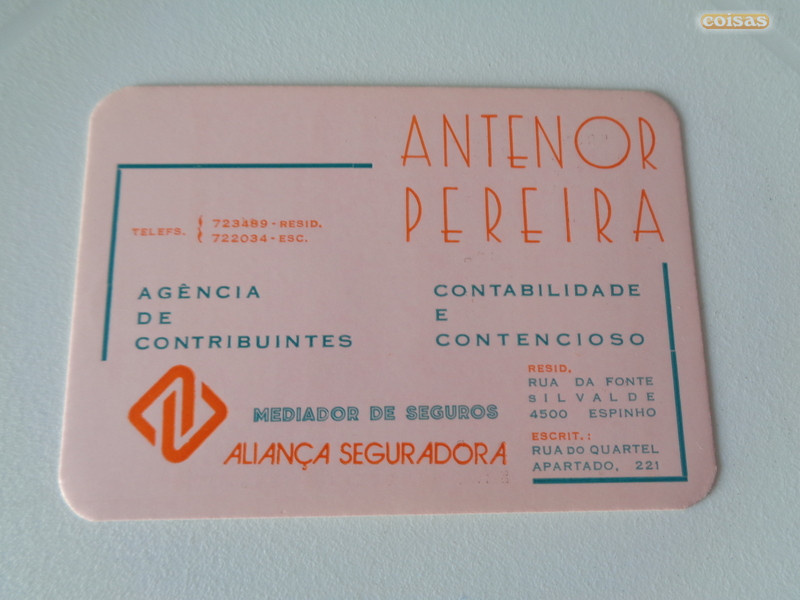 coisas
ANTENOR
PEREIRA
TELEFS. { 723489 - RESID.
722034 - ESC.
AGÊNCIA
DE
CONTRIBUINTES
CONTABILIDADE
E
CONTENCIOSO
MEDIADOR DE SEGUROS
ALIANÇA SEGURADORA
RESID,
RUA DA FONTE
SILVALDE
4500 ESPINHO
ESCRIT.:
RUA DO QUARTEL
APARTADO, 221